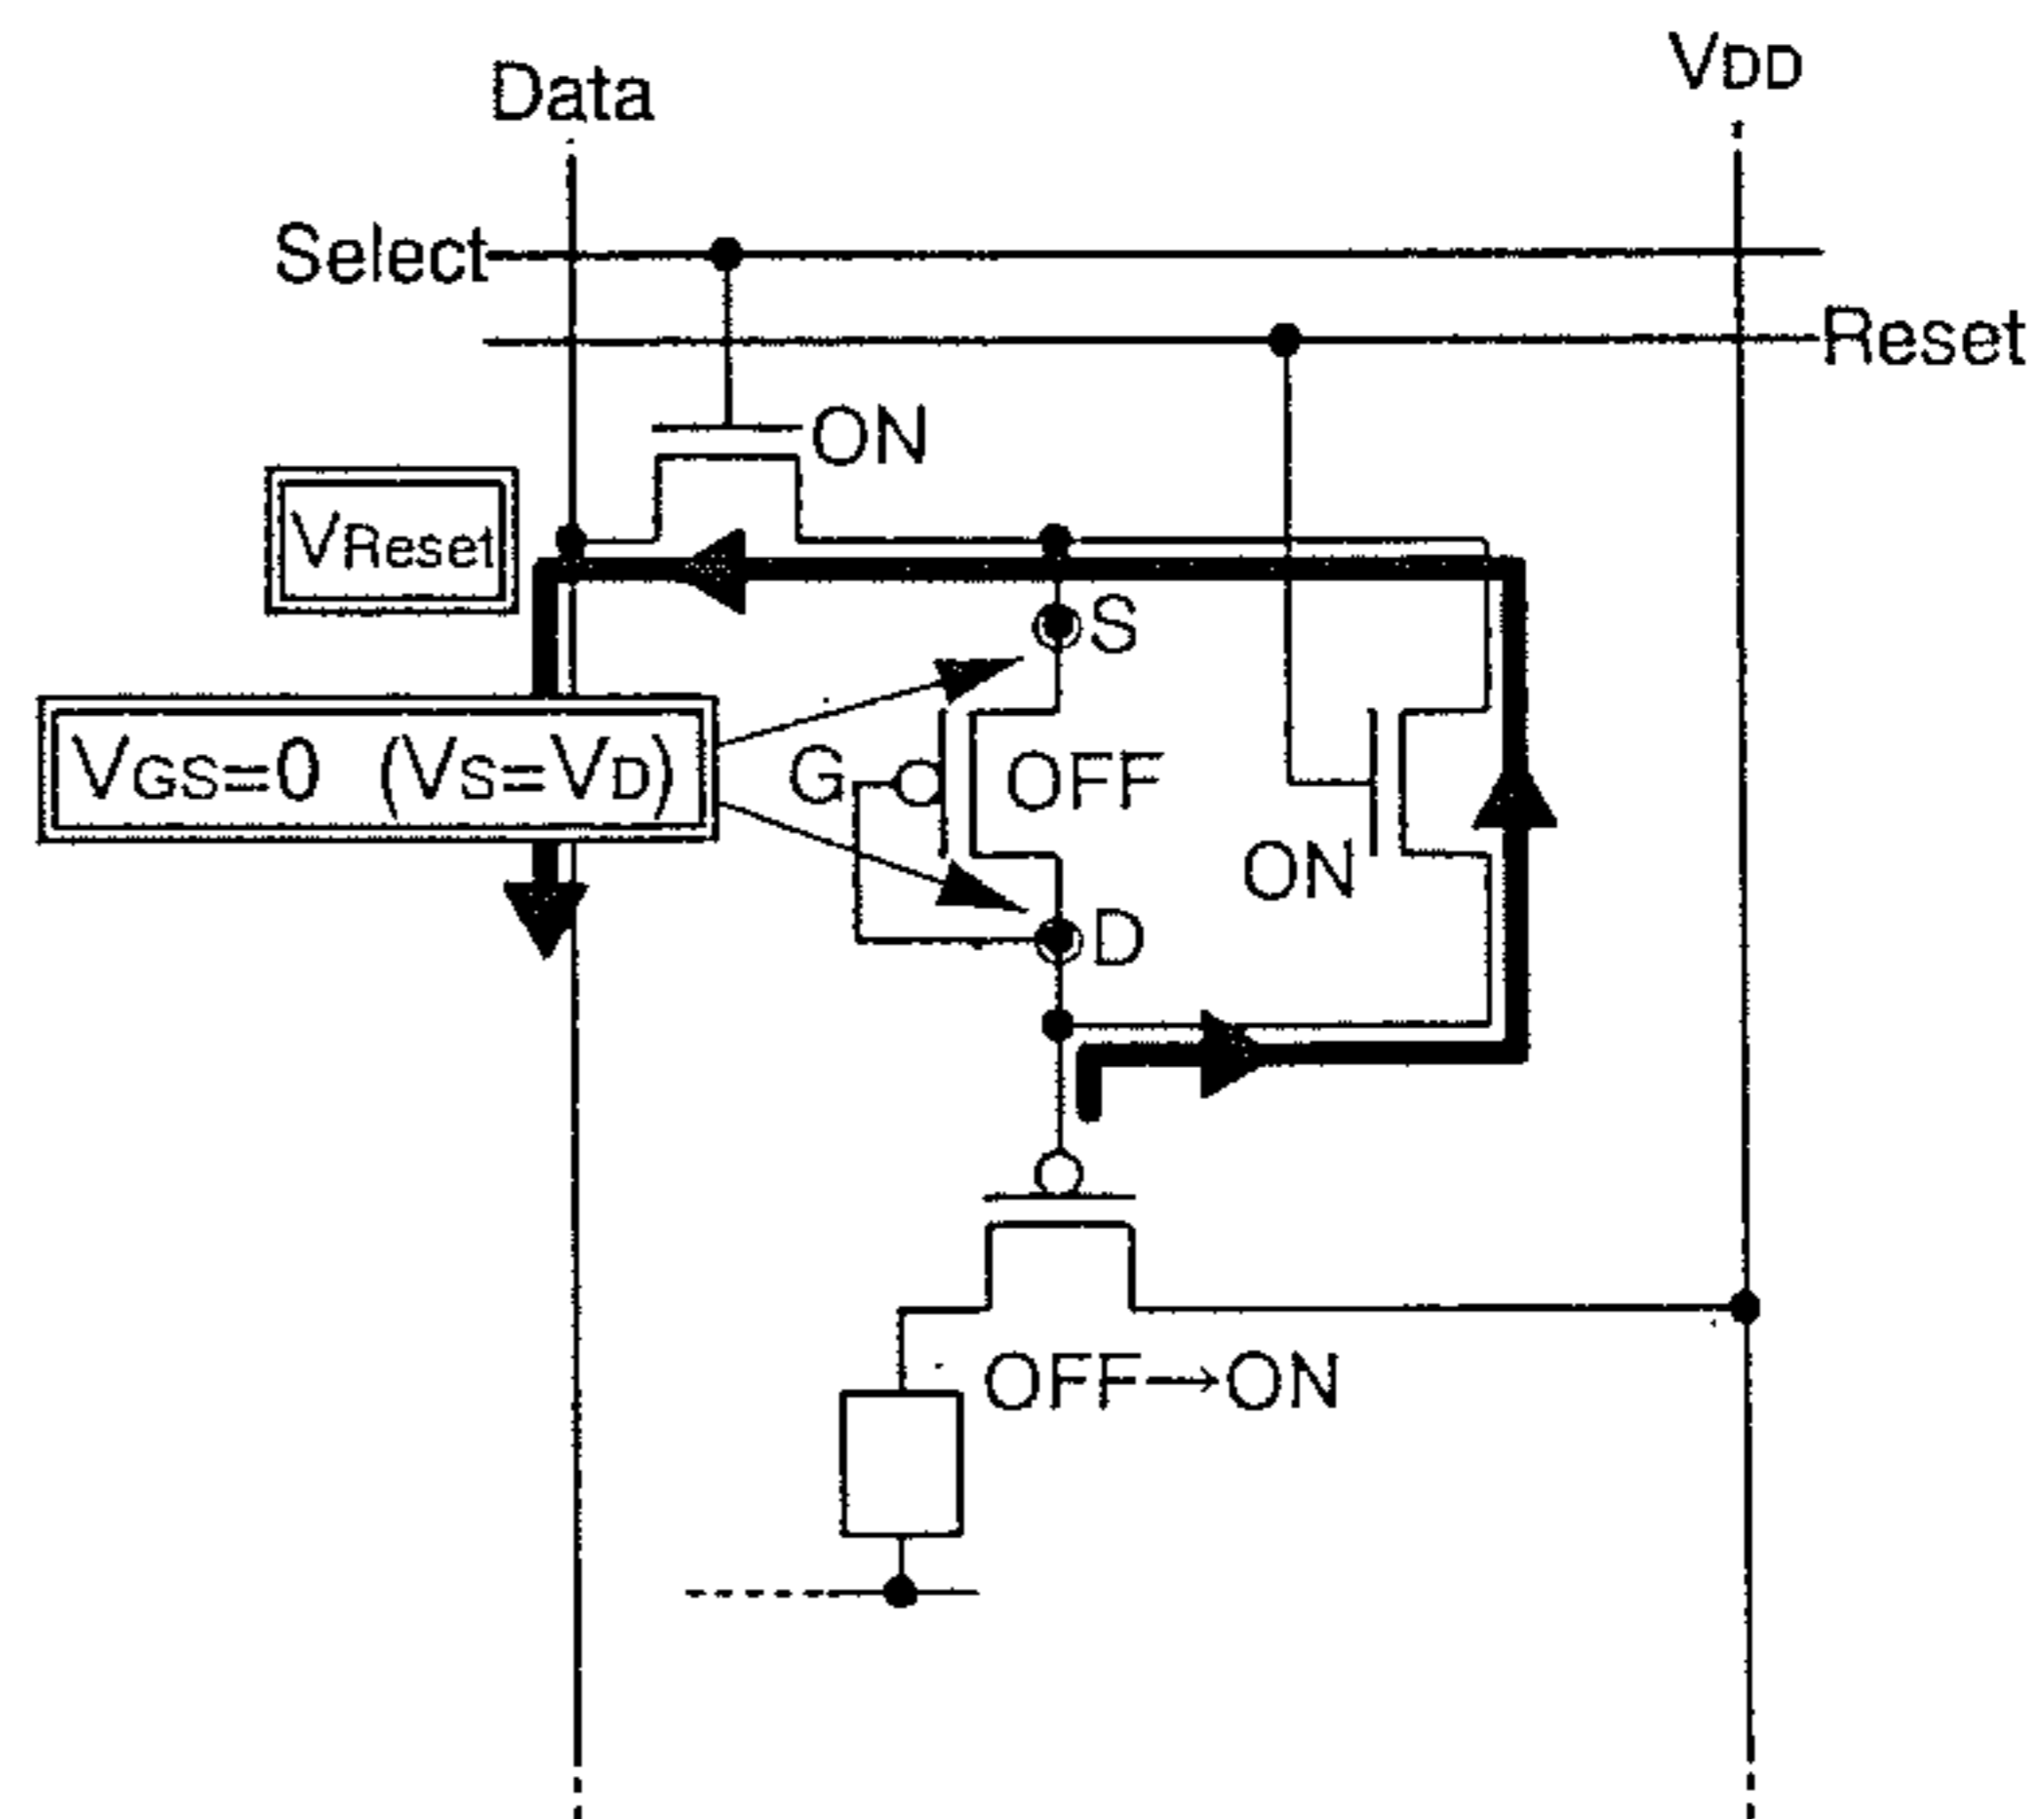 Data
VDD
Select
Reset
ON
VReset
S
VGS=0 (VS=VD)
G
OFF
ON
D
OFF→ON